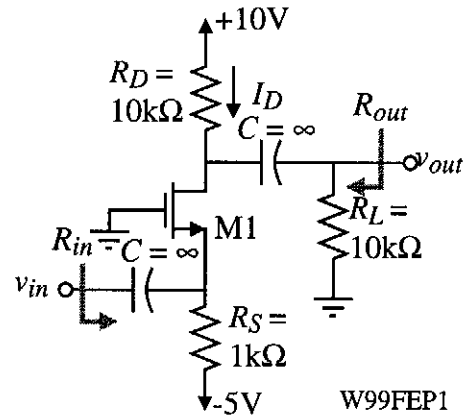 +10V
R_D =
10kΩ
I_D
C = ∞
R_out
v_out
M1
R_L =
10kΩ
R_in
C = ∞
v_in
R_S =
1kΩ
-5V
W99FEP1